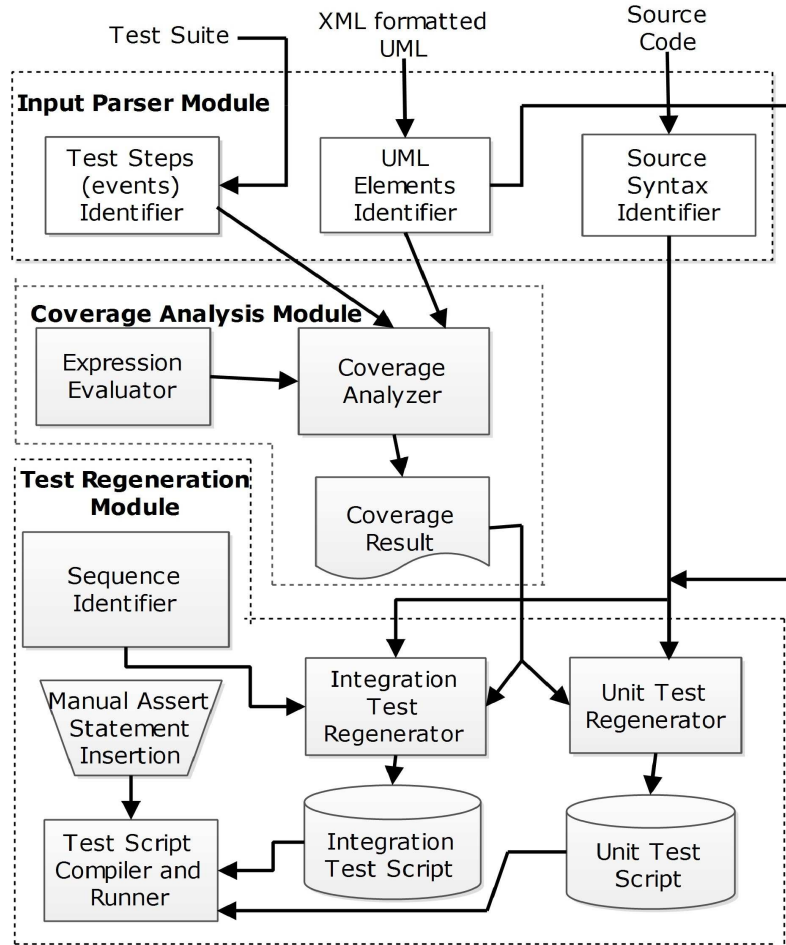 Test Suite
XML formatted
UML
Source
Code
Input Parser Module
Test Steps
(events)
Identifier
UML
Elements
Identifier
Source
Syntax
Identifier
Coverage Analysis Module
Expression
Evaluator
Coverage
Analyzer
Coverage
Result
Test Regeneration
Module
Sequence
Identifier
Manual Assert
Statement
Insertion
Integration
Test
Regenerator
Unit Test
Regenerator
Test Script
Compiler and
Runner
Integration
Test Script
Unit Test
Script